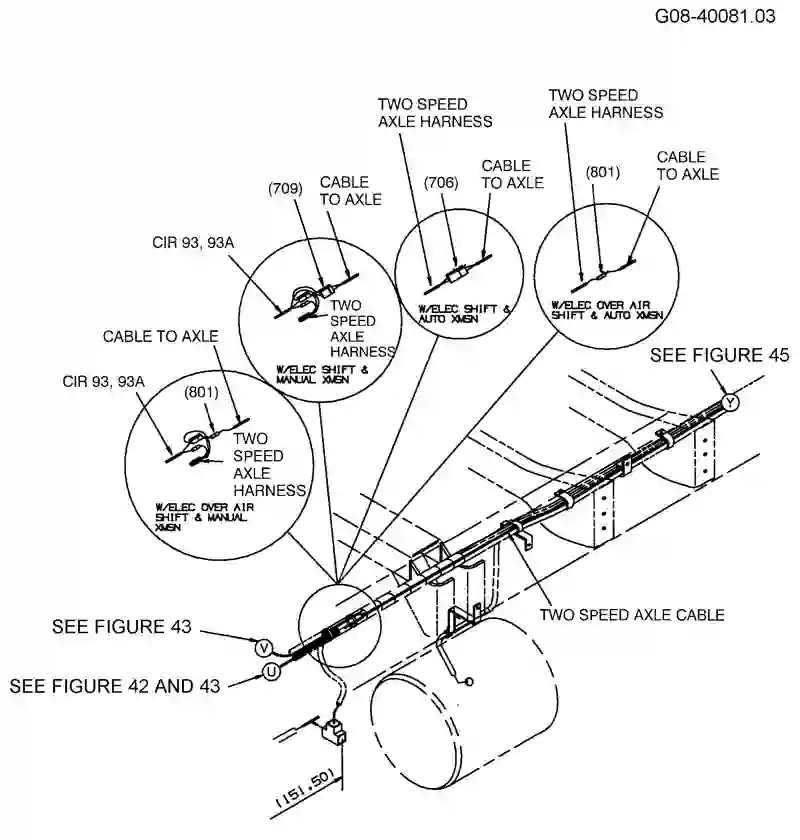 G08-40081.03
TWO SPEED
AXLE HARNESS
TWO SPEED
AXLE HARNESS
CABLE
TO AXLE
(706)
CABLE
TO AXLE
(801)
CABLE
TO AXLE
(709)
CIR 93, 93A
TWO
SPEED
AXLE
HARNESS
W/ELEC SHIFT &
MANUAL XMSN
W/ELEC SHIFT &
AUTO XMSN
W/ELEC OVER AIR
SHIFT & AUTO XMSN
CABLE TO AXLE
CIR 93, 93A
(801)
TWO
SPEED
AXLE
HARNESS
W/ELEC OVER AIR
SHIFT & MANUAL
XMSN
SEE FIGURE 45
Y
TWO SPEED AXLE CABLE
SEE FIGURE 43
V
SEE FIGURE 42 AND 43
U
(151,50)